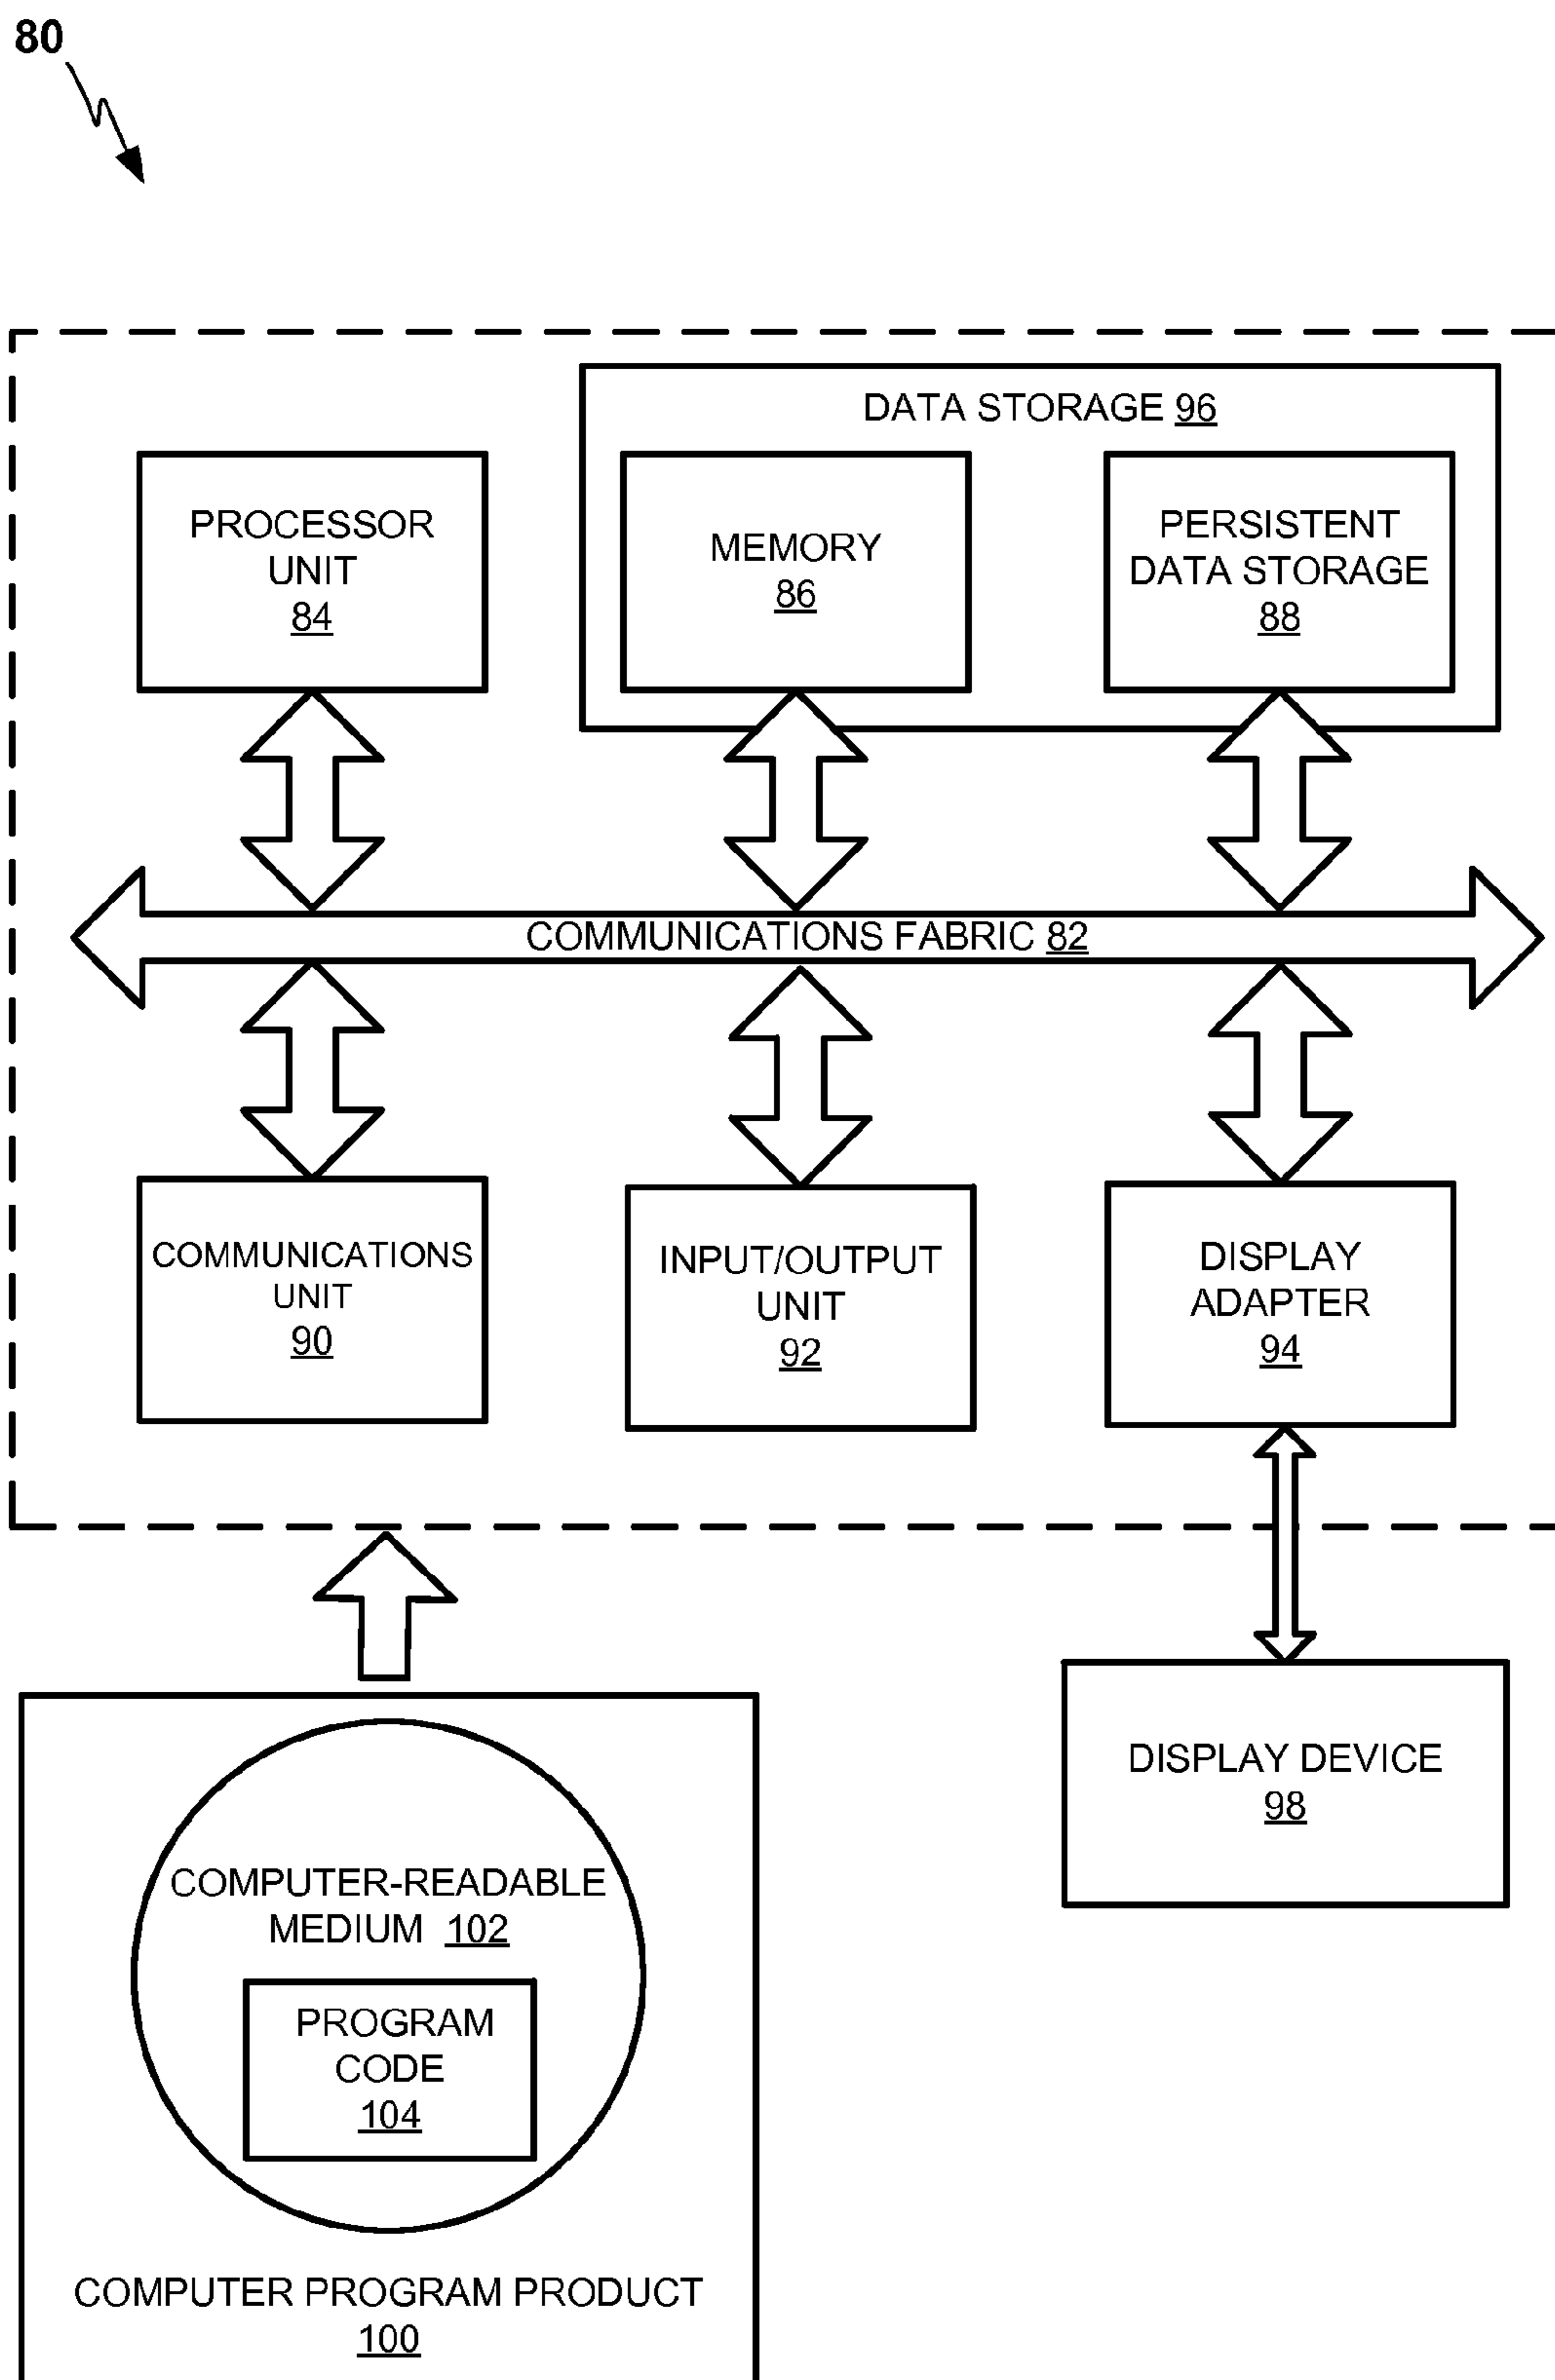 80
DATA STORAGE 96
PROCESSOR
UNIT
84
MEMORY
86
PERSISTENT
DATA STORAGE
88
COMMUNICATIONS FABRIC 82
COMMUNICATIONS
UNIT
90
INPUT/OUTPUT
UNIT
92
DISPLAY
ADAPTER
94
DISPLAY DEVICE
98
COMPUTER-READABLE
MEDIUM 102
PROGRAM
CODE
104
COMPUTER PROGRAM PRODUCT
100